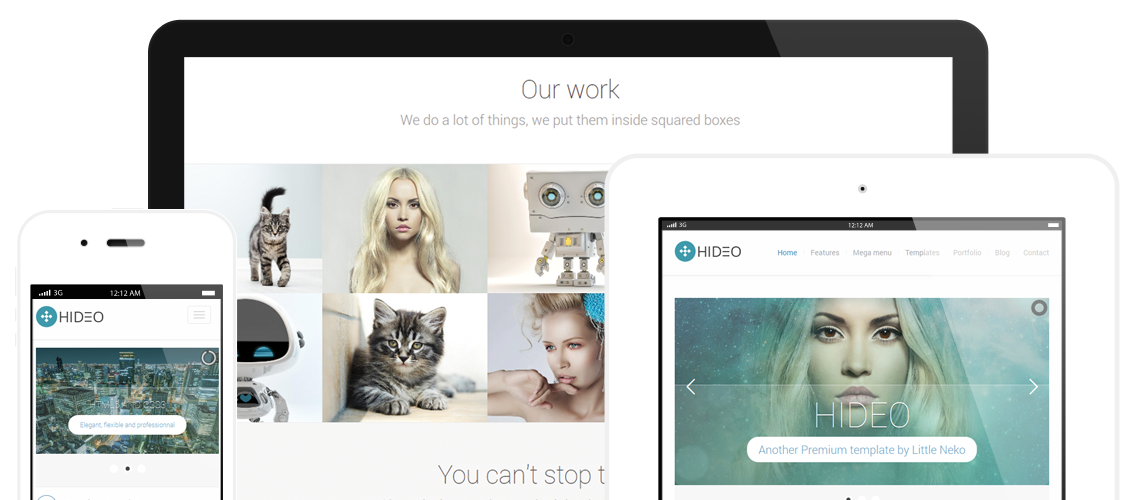 Our work
We do a lot of things, we put them inside squared boxes
You can't stop t
3G
12:12 AM
HIDEO
Elegant, flexible and professionnal
3G
12:12 AM
HIDEO
Home Features Mega menu Templates Portfolio Blog Contact
HIDEO
Another Premium template by Little Neko